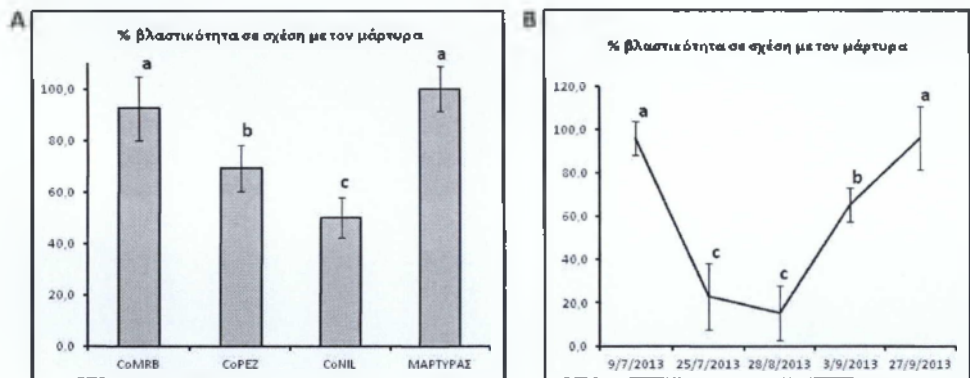 A
% βλαστικότητα σε σχέση με τον μάρτυρα
100,0
80,0
60,0
40,0
20,0
0,0
a
b
c
a
CoMRB
CoPEZ
CoNIL
ΜΑΡΤΥΡΑΣ
B
% βλαστικότητα σε σχέση με τον μάρτυρα
120,0
100,0
80,0
60,0
40,0
20,0
0,0
a
c
c
b
a
9/7/2013
25/7/2013
28/8/2013
3/9/2013
27/9/2013